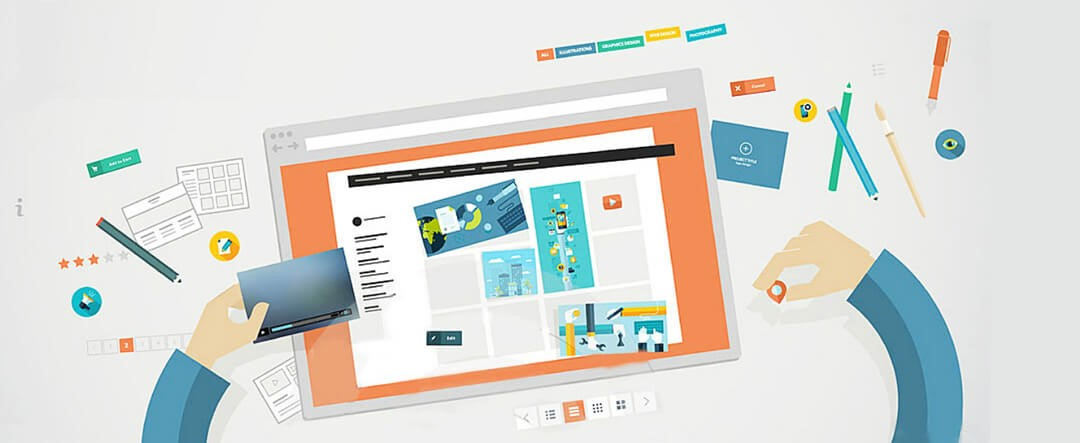 ALL
ILLUSTRATIONS
GRAPHICS DESIGN
WEB DESIGN
PHOTOGRAPHY
Cancel
Add to Cart
PROJECT TITLE
2
Edit